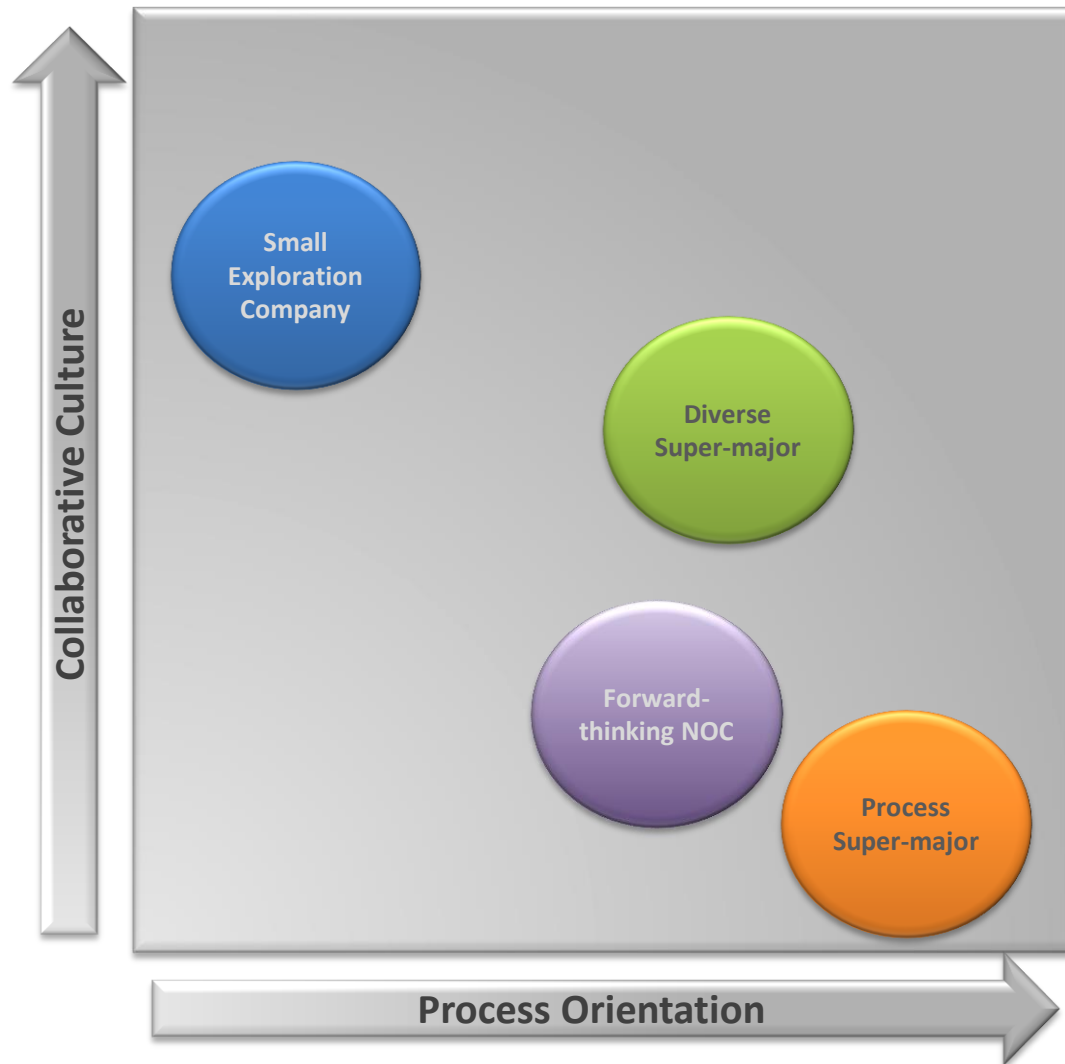 Collaborative Culture
Small
Exploration
Company
Diverse
Super-major
Forward-
thinking NOC
Process
Super-major
Process Orientation